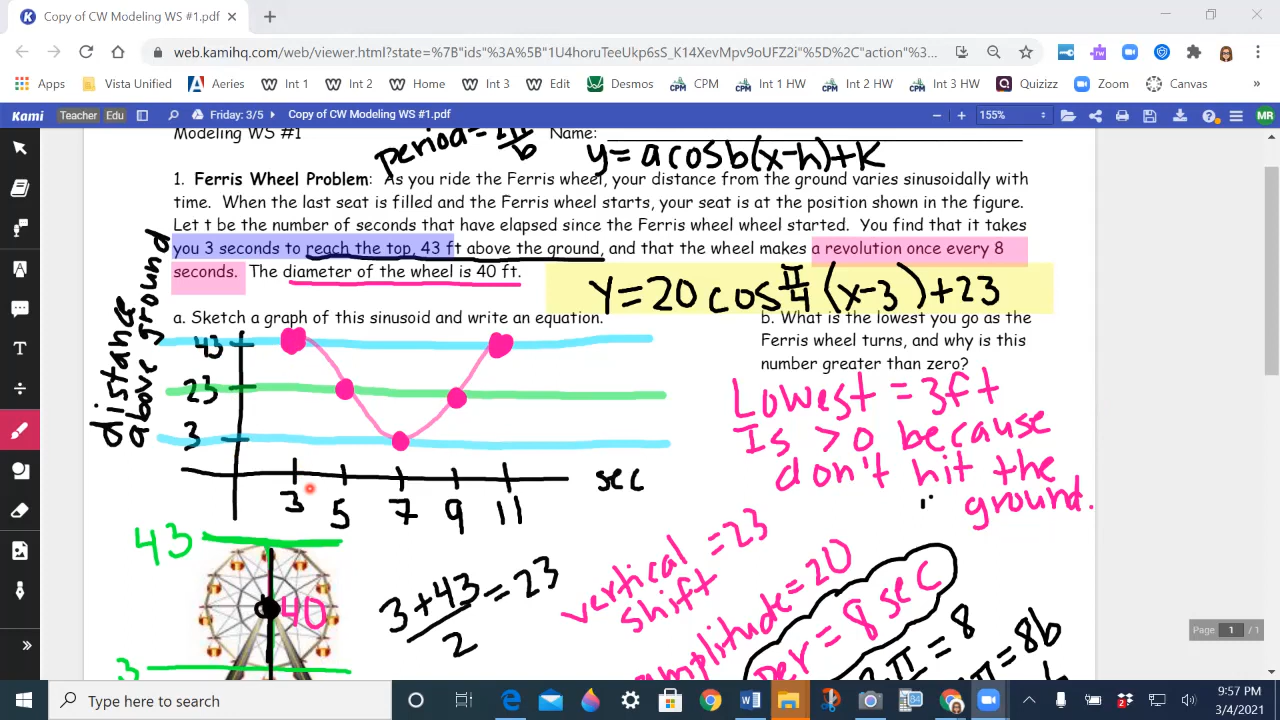 Copy of CW Modeling WS #1.pdf
web.kamihq.com/web/viewer.html?state=%7B"ids"%3A%5B"1U4horuTeeUkp6sS_K14XevMpv9oUFZ2i"%5D%2C"action"%3...
Apps Vista Unified Aeries Int 1 Int 2 Home Int 3 Edit Desmos CPM Int 1 HW Int 2 HW Int 3 HW Quizizz Zoom Canvas »
Kami Teacher Edu Friday: 3/5 Copy of CW Modeling WS #1.pdf 155% MR
Modeling WS #1 Name:
period = 2π/b
y=acosb(x-h)+k
1. Ferris Wheel Problem: As you ride the Ferris wheel, your distance from the ground varies sinusoidally with
time. When the last seat is filled and the Ferris wheel starts, your seat is at the position shown in the figure.
Let t be the number of seconds that have elapsed since the Ferris wheel wheel started. You find that it takes
you 3 seconds to reach the top, 43 ft above the ground, and that the wheel makes a revolution once every 8
seconds. The diameter of the wheel is 40 ft.
y=20cos π/4 (x-3)+23
a. Sketch a graph of this sinusoid and write an equation.
b. What is the lowest you go as the
Ferris wheel turns, and why is this
number greater than zero?
distance
above ground
43
23
3
sec
3 5 7 9 11
Lowest = 3ft
Is >0 because
don't hit the
ground.
43
40
3
3+43
2
=23
vertical
shift
=23
amplitude=20
per = 8 sec
2π = 8
2π = 8b
Page: 1 / 1
Type here to search
9:57 PM
3/4/2021